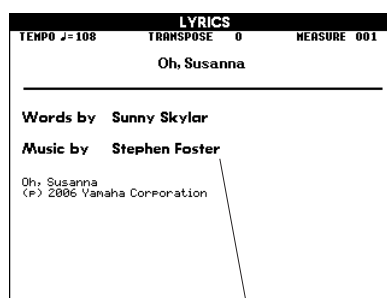 LYRICS
TEMPO ♩=108 TRANSPOSE 0 MEASURE 001
Oh, Susanna
Words by Sunny Skylar
Music by Stephen Foster
Oh, Susanna
(P) 2006 Yamaha Corporation